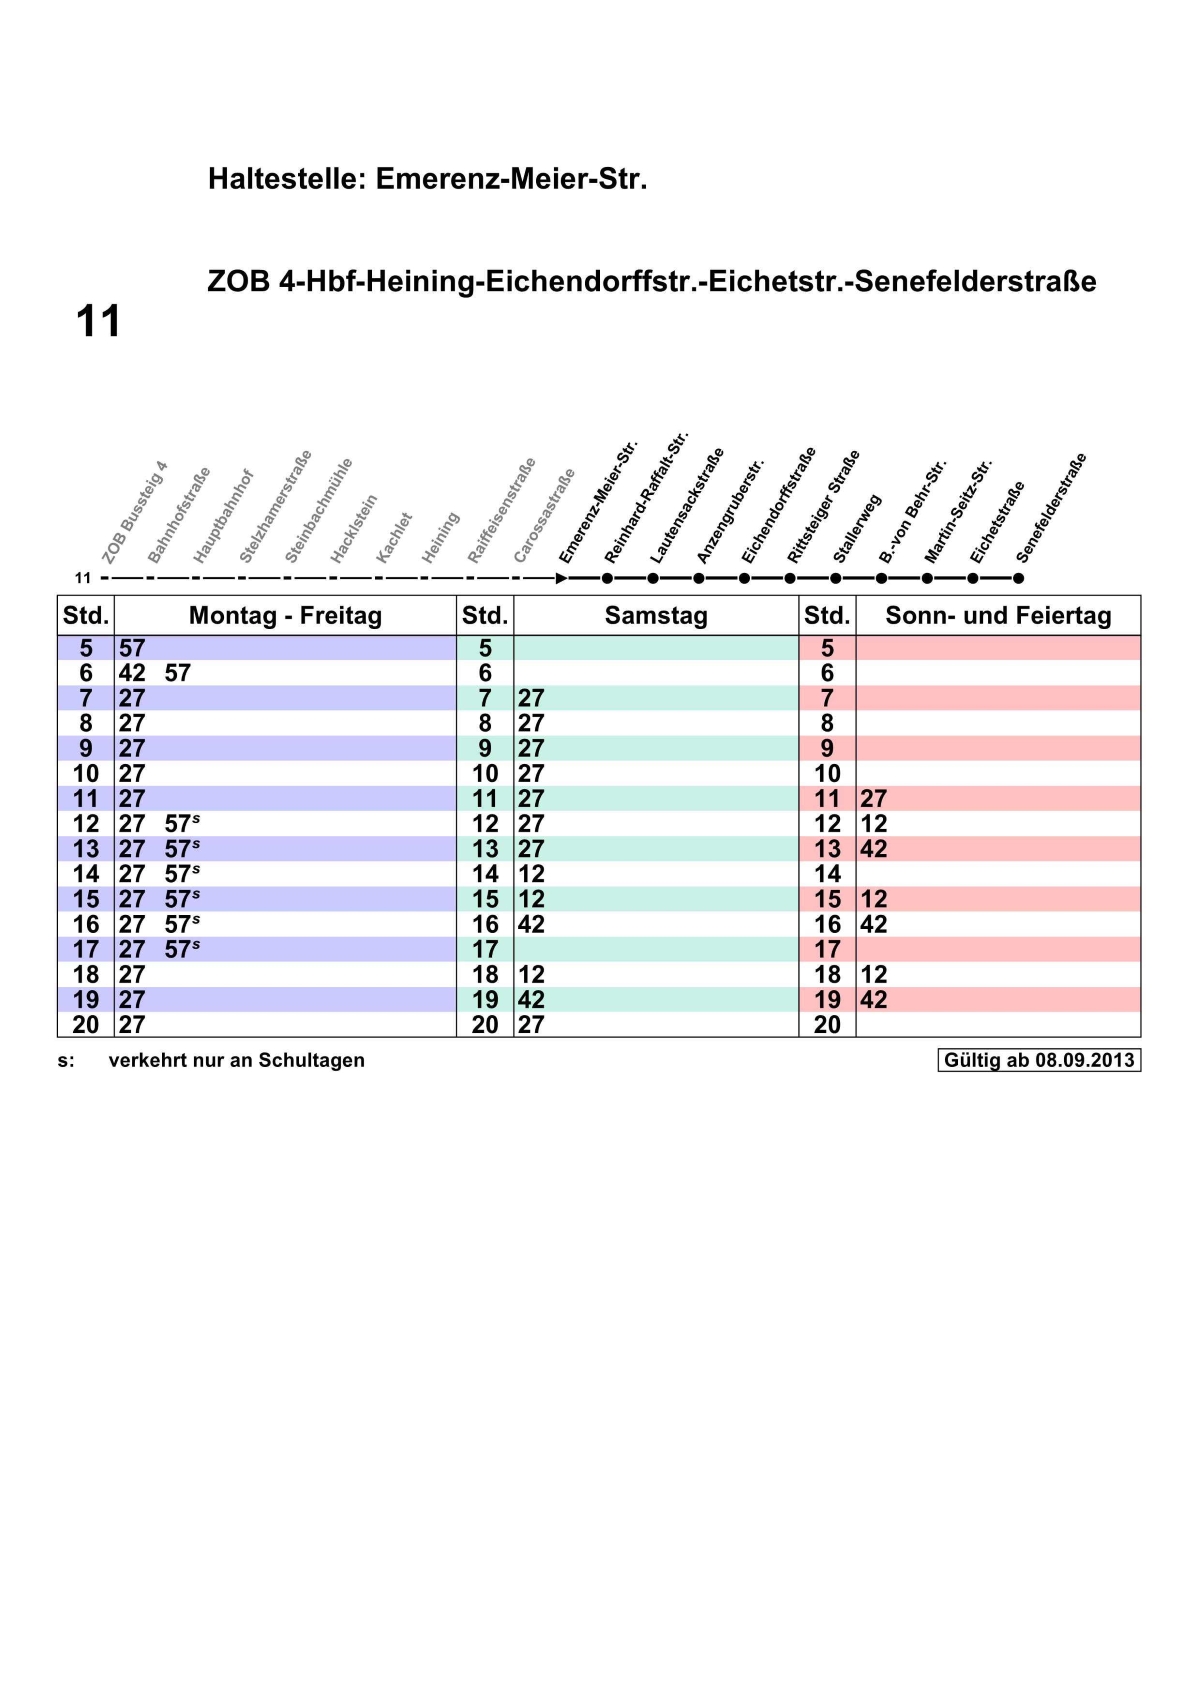 Haltestelle: Emerenz-Meier-Str.
ZOB 4-Hbf-Heining-Eichendorffstr.-Eichetstr.-Senefelderstraße
11
ZOB Bussteig 4
Bahnhofstraße
Hauptbahnhof
Stelzhamerstraße
Steinbachmühle
Hacklstein
Kachlet
Heining
Raiffeisenstraße
Carossastraße
Emerenz-Meier-Str.
Reinhard-Raffalt-Str.
Lautensackstraße
Anzengruberstr.
Eichendorffstraße
Rittsteiger Straße
Stallerweg
B.-von Behr-Str.
Martin-Seitz-Str.
Eichetstraße
Senefelderstraße
11
Std. Montag - Freitag Std. Samstag Std. Sonn- und Feiertag
5 57 5 5
6 42 57 6 6
7 27 7 27 7
8 27 8 27 8
9 27 9 27 9
10 27 10 27 10
11 27 11 27 11 27
12 27 57s 12 27 12 12
13 27 57s 13 27 13 42
14 27 57s 14 12 14
15 27 57s 15 12 15 12
16 27 57s 16 42 16 42
17 27 57s 17 17
18 27 18 12 18 12
19 27 19 42 19 42
20 27 20 27 20
s: verkehrt nur an Schultagen Gültig ab 08.09.2013